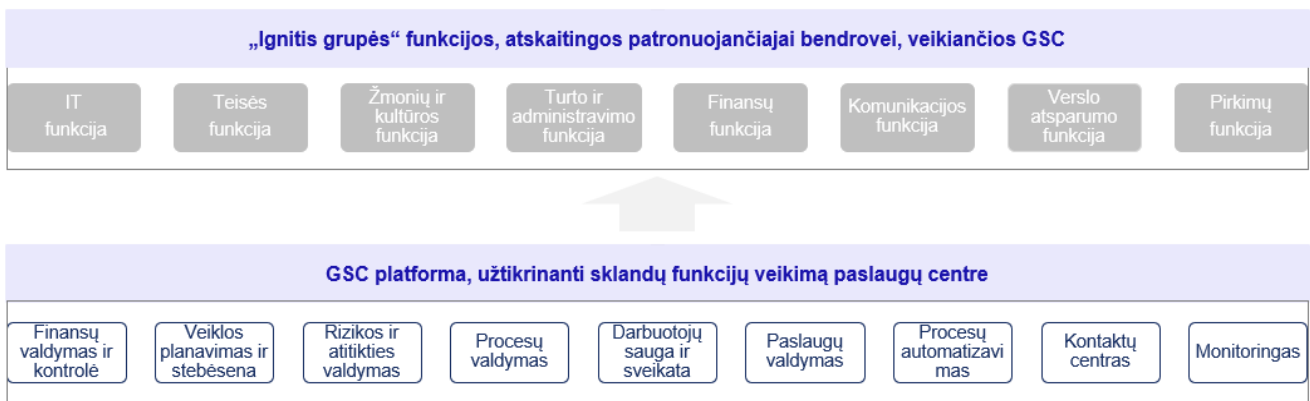 „Ignitis grupės“ funkcijos, atskaitingos patronuojančiajai bendrovei, veikiančios GSC
IT
funkcija
Teisės
funkcija
Žmonių ir
kultūros
funkcija
Turto ir
administravimo
funkcija
Finansų
funkcija
Komunikacijos
funkcija
Verslo
atsparumo
funkcija
Pirkimų
funkcija
GSC platforma, užtikrinanti sklandų funkcijų veikimą paslaugų centre
Finansų
valdymas ir
kontrolė
Veiklos
planavimas ir
stebėsena
Rizikos ir
atitikties
valdymas
Procesų
valdymas
Darbuotojų
sauga ir
sveikata
Paslaugų
valdymas
Procesų
automatizavi
mas
Kontaktų
centras
Monitoringas